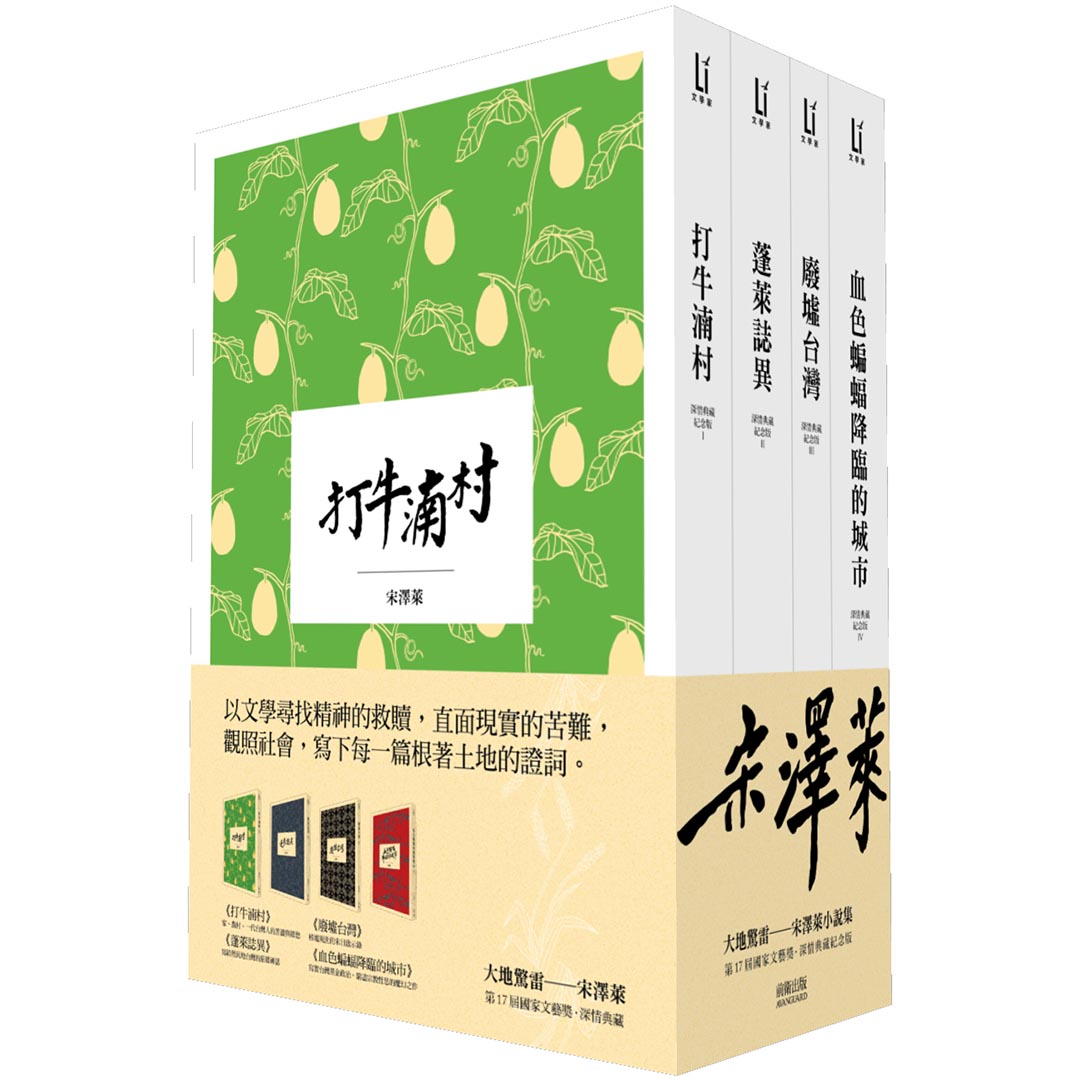 打牛湳村
宋澤萊
以文學尋找精神的救贖,直面現實的苦難,
觀照社會,寫下每一篇根著土地的證詞。
《打牛湳村》
《蓬萊誌異》
《廢墟台灣》
《血色蝙蝠降臨的城市》
大地驚雷——宋澤萊
第17屆國家文藝獎·深情典藏
Li
文學家
打牛湳村
深情典藏
紀念版
I
Li
文學家
蓬萊誌異
深情典藏
紀念版
II
Li
文學家
廢墟台灣
深情典藏
紀念版
III
Li
文學家
血色蝙蝠降臨的城市
深情典藏
紀念版
IV
宋澤萊
大地驚雷——宋澤萊小說集
第17屆國家文藝獎·深情典藏紀念版
前衛出版
AVANGUARD